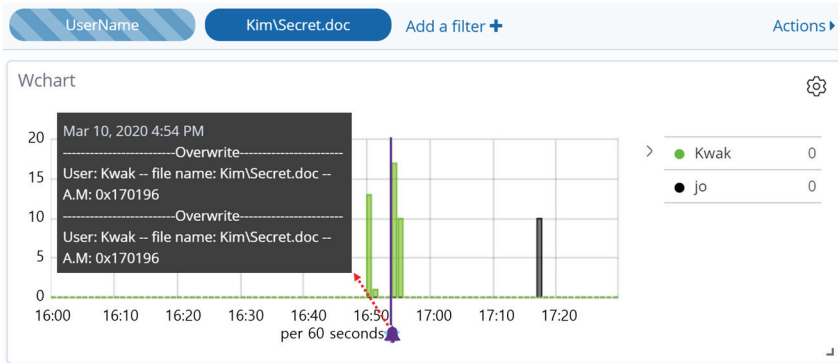 UserName Kim\Secret.doc Add a filter + Actions
Wchart
Mar 10, 2020 4:54 PM
-------------------------Overwrite-----------------------
User: Kwak -- file name: Kim\Secret.doc --
A.M: 0x170196
-------------------------Overwrite-----------------------
User: Kwak -- file name: Kim\Secret.doc --
A.M: 0x170196
20
15
10
5
0
16:00 16:10 16:20 16:30 16:40 16:50 17:00 17:10 17:20
per 60 seconds
Kwak 0
jo 0